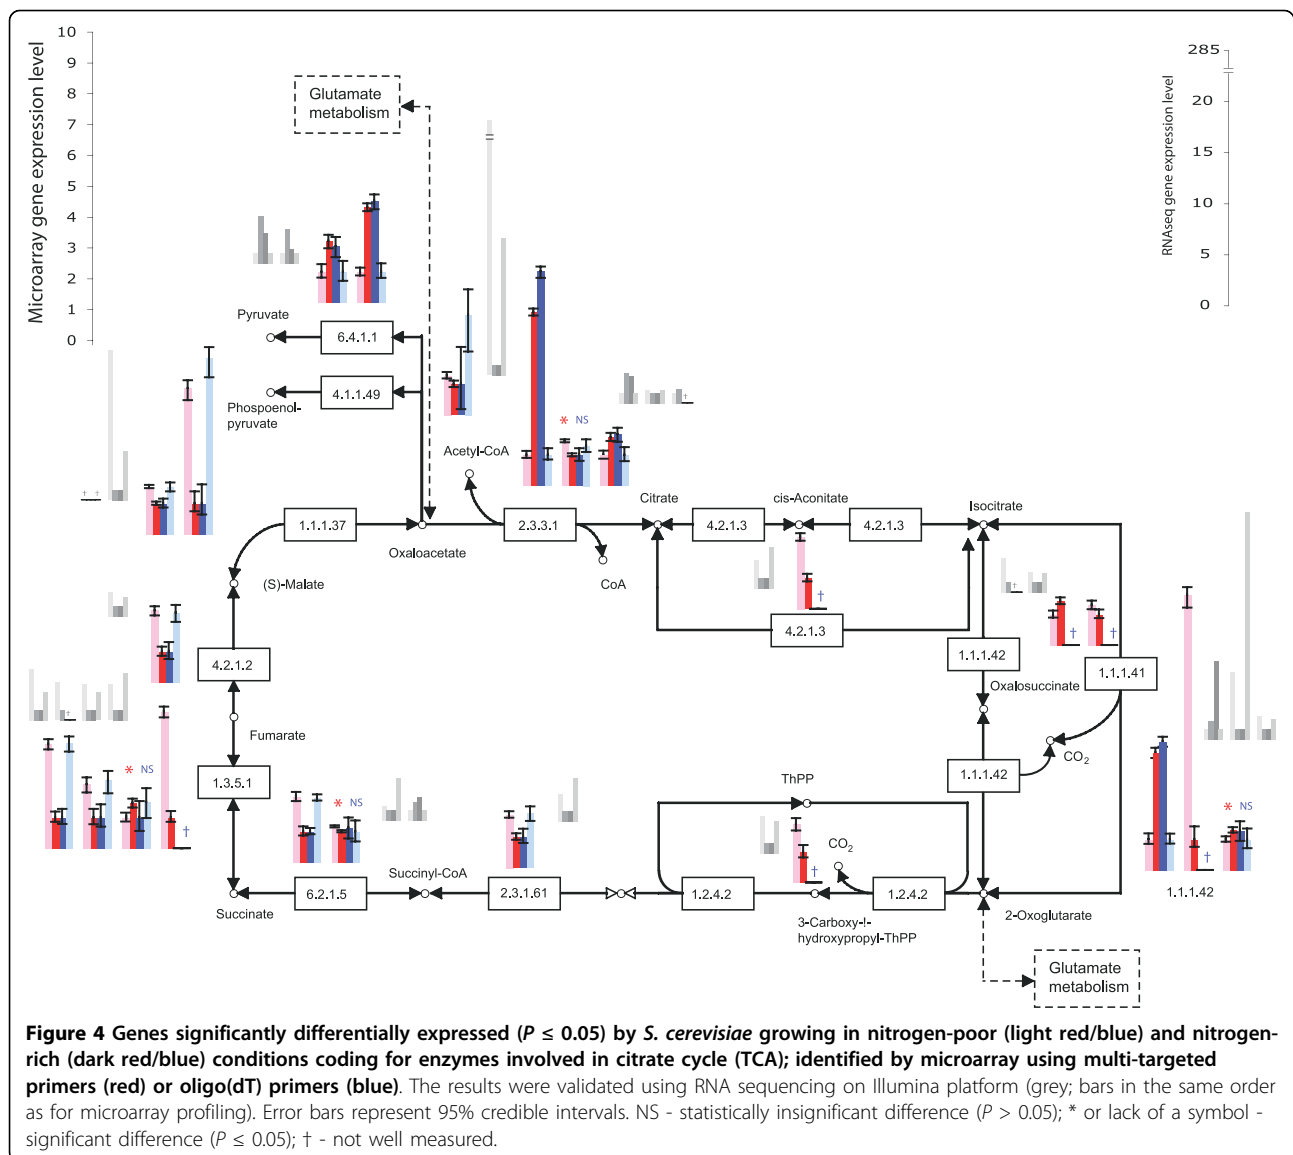 Microarray gene expression level
10
9
8
7
6
5
4
3
2
1
0
RNAseq gene expression level
285
20
15
10
5
0
Glutamate
metabolism
Pyruvate
6.4.1.1
Phospoenol-
pyruvate
4.1.1.49
Acetyl-CoA
* NS
† †
†
1.1.1.37
Oxaloacetate
2.3.3.1
CoA
Citrate
4.2.1.3
cis-Aconitate
4.2.1.3
Isocitrate
†
4.2.1.3
(S)-Malate
4.2.1.2
Fumarate
†
* NS
†
1.3.5.1
1.1.1.42
†
† †
1.1.1.41
Oxalosuccinate
1.1.1.42
CO2
†
* NS
1.1.1.42
* NS
ThPP
†
CO2
Succinate
6.2.1.5
Succinyl-CoA
2.3.1.61
1.2.4.2
1.2.4.2
3-Carboxy-!-
hydroxypropyl-ThPP
2-Oxoglutarate
Glutamate
metabolism
Figure 4 Genes significantly differentially expressed (P ≤ 0.05) by S. cerevisiae growing in nitrogen-poor (light red/blue) and nitrogen-
rich (dark red/blue) conditions coding for enzymes involved in citrate cycle (TCA); identified by microarray using multi-targeted
primers (red) or oligo(dT) primers (blue). The results were validated using RNA sequencing on Illumina platform (grey; bars in the same order
as for microarray profiling). Error bars represent 95% credible intervals. NS - statistically insignificant difference (P > 0.05); * or lack of a symbol -
significant difference (P ≤ 0.05); † - not well measured.